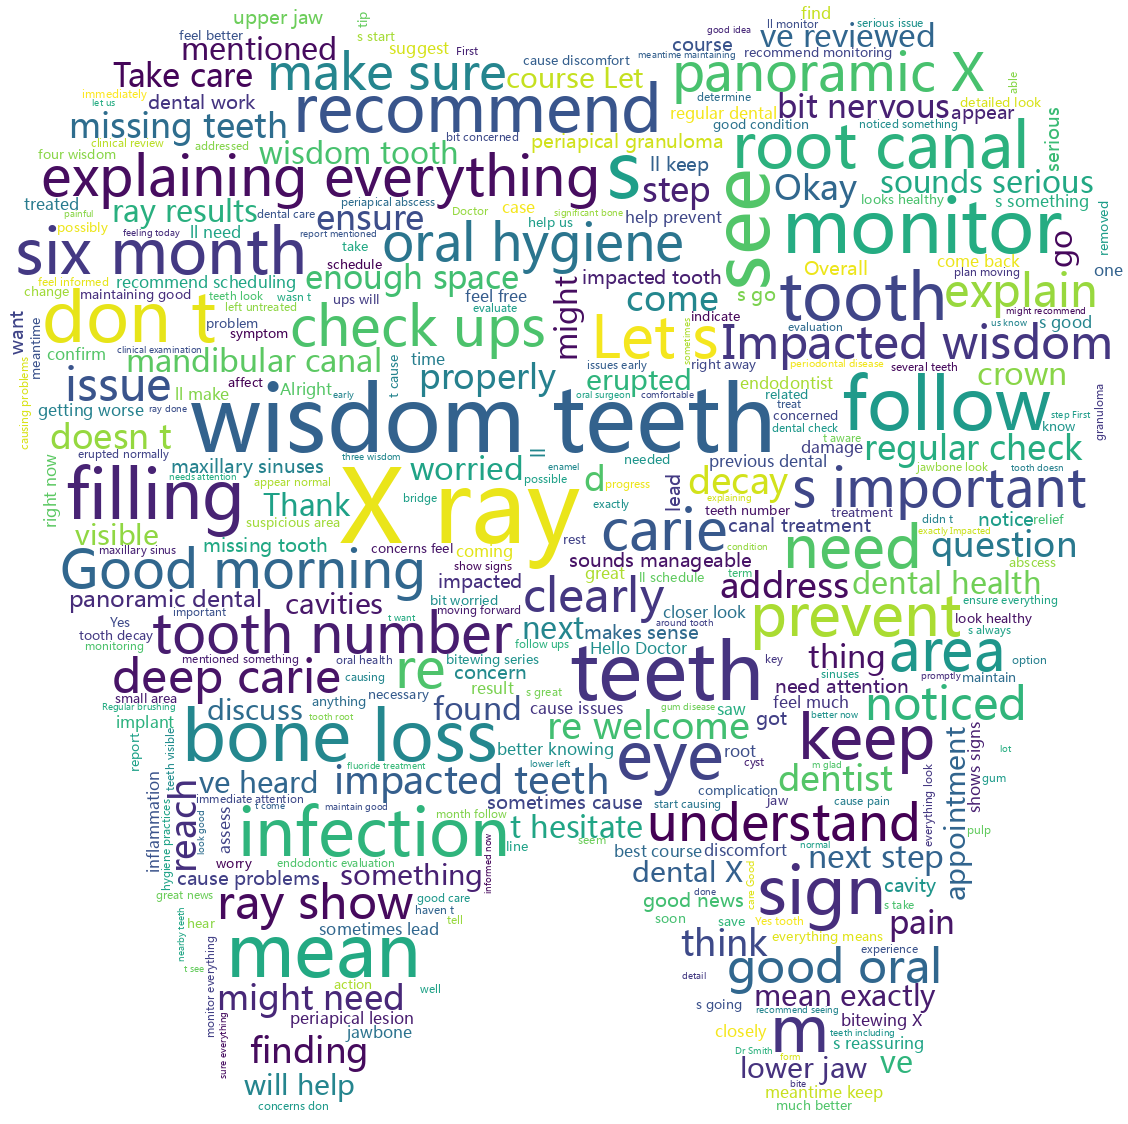 upper jaw
tip
find
ll monitor
serious issue
feel better
s start
good idea
mentioned
suggest
First
course
ve reviewed
meantime maintaining
recommend monitoring
Take care
make sure
course Let
cause discomfort
panoramic X
able
immediately
let us
dental work
recommend
determine
regular dental
bit nervous
appear
detailed look
missing teeth
bit concerned
good condition
noticed something
clinical review
addressed
periapical granuloma
root canal
serious
four wisdom
wisdom tooth
ll keep
explaining everything
s
step
see
Okay
sounds serious
treated
periapical abscess
Doctor
case
looks healthy
s something
painful
ray results
dental care
ensure
help us
significant bone
help prevent
monitor
removed
possibly
ll need
feeling today
report mentioned
take
oral hygiene
go
six month
schedule
enough space
impacted tooth
Overall
come back
plan moving
one
feel informed
recommend scheduling
might
s go
tooth
explain
change
maintaining good
teeth look
wasn t
ups will
feel free
come
might recommend
want
don t
left untreated
check ups
evaluate
Let s
indicate
us know
s good
meantime
problem
symptom
sometimes
evaluation
Impacted wisdom
confirm
clinical examination
mandibular canal
time
issues early
right away
periodontal disease
several teeth
causing problems
issue
affect
t cause
properly
erupted
endodontist
crown
ll make
Alright
early
oral surgeon
comfortable
related
treat
getting worse
ray done
wisdom teeth
concerned
follow
step First
granuloma
doesn t
dental check
t aware
know
erupted normally
three wisdom
ll
needed
previous dental
damage
regular check
right now
maxillary sinuses
worried
enamel
possible
jawbone look
tooth doesn
needs attention
appear normal
d
progress
lead
decay
s important
filling
Thank
bridge
X ray
exactly
explaining
teeth number
treatment
didn t
notice
relief
visible
suspicious area
carie
canal treatment
exactly Impacted
maxillary sinus
missing tooth
concerns feel
coming
rest
condition
need
question
show signs
sounds manageable
abscess
Good morning
impacted
great
ll schedule
term
address
dental health
panoramic dental
cavities
bit worried
clearly
closer look
prevent
ensure everything
Yes
important
t want
moving forward
around tooth
look healthy
tooth decay
tooth number
next
makes sense
s always
monitoring
follow ups
Hello Doctor
thing
area
option
mentioned something
oral health
re
bitewing series
teeth
key
sinuses
promptly
maintain
deep carie
causing
concern
need attention
small area
necessary
result
s great
feel much
noticed
Regular brushing
anything
found
cause issues
gum disease
saw
better now
implant
discuss
tooth root
re welcome
got
keep
lot
report
teeth visible
bone loss
better knowing
root
appointment
shows signs
fluoride treatment
lower left
eye
cyst
m glad
dentist
gum
inflammation
ve heard
impacted teeth
complication
cause pain
everything look
hygiene practices
reach
immediate attention
sometimes cause
start causing
jaw
t come
maintain good
month follow
look good
assess
infection
line
t hesitate
understand
pulp
seem
normal
worry
endodontic evaluation
informed now
best course
discomfort
next step
cause problems
something
dental X
cavity
great news
ray show
good care
good news
done
care Good
sign
s take
haven t
nearby teeth
hear
sometimes lead
tell
soon
save
Yes tooth
pain
monitor everything
mean
think
everything means
experience
t see
good oral
action
well
detail
might need
s going
mean exactly
recommend seeing
periapical lesion
m
bitewing X
jawbone
closely
teeth including
sure everything
finding
Dr Smith
form
s reassuring
lower jaw
ve
will help
bite
meantime keep
concerns don
much better